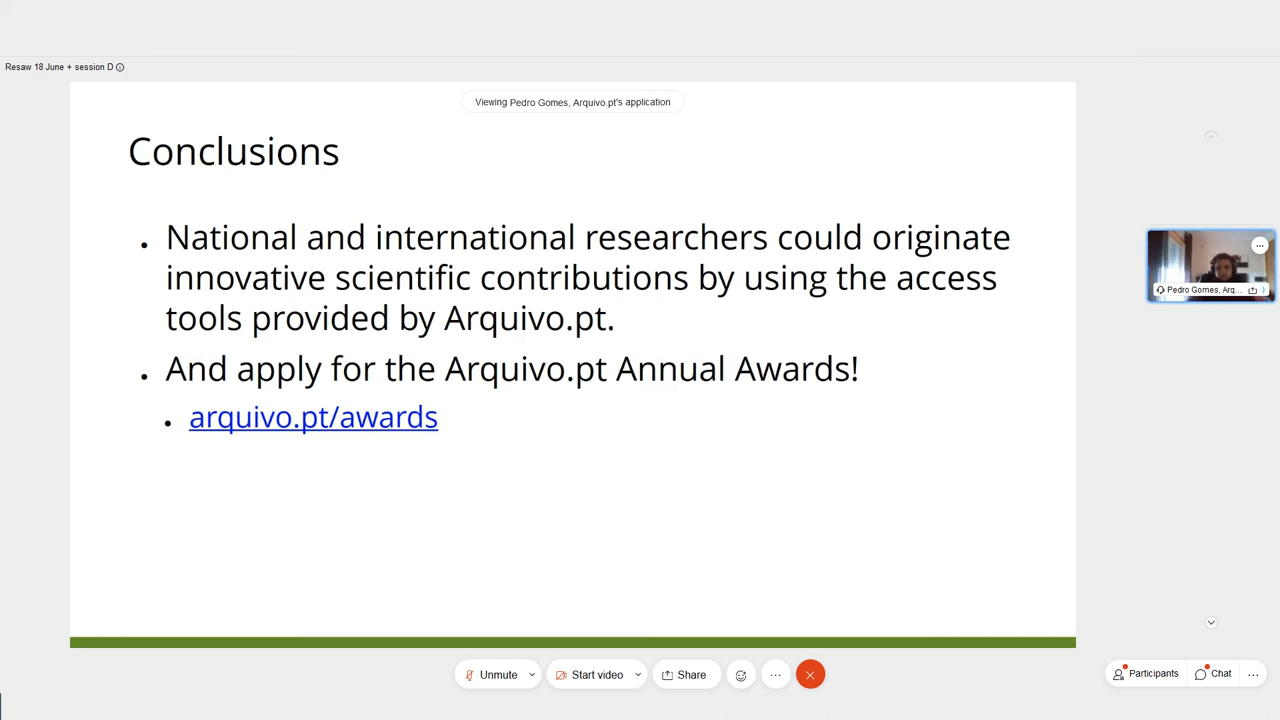 Resaw 18 June + session D
Viewing Pedro Gomes, Arquivo.pt's application
Conclusions
• National and international researchers could originate
innovative scientific contributions by using the access
tools provided by Arquivo.pt.
• And apply for the Arquivo.pt Annual Awards!
• arquivo.pt/awards
Pedro Gomes, Arq...
Unmute
Start video
Share
Participants
Chat